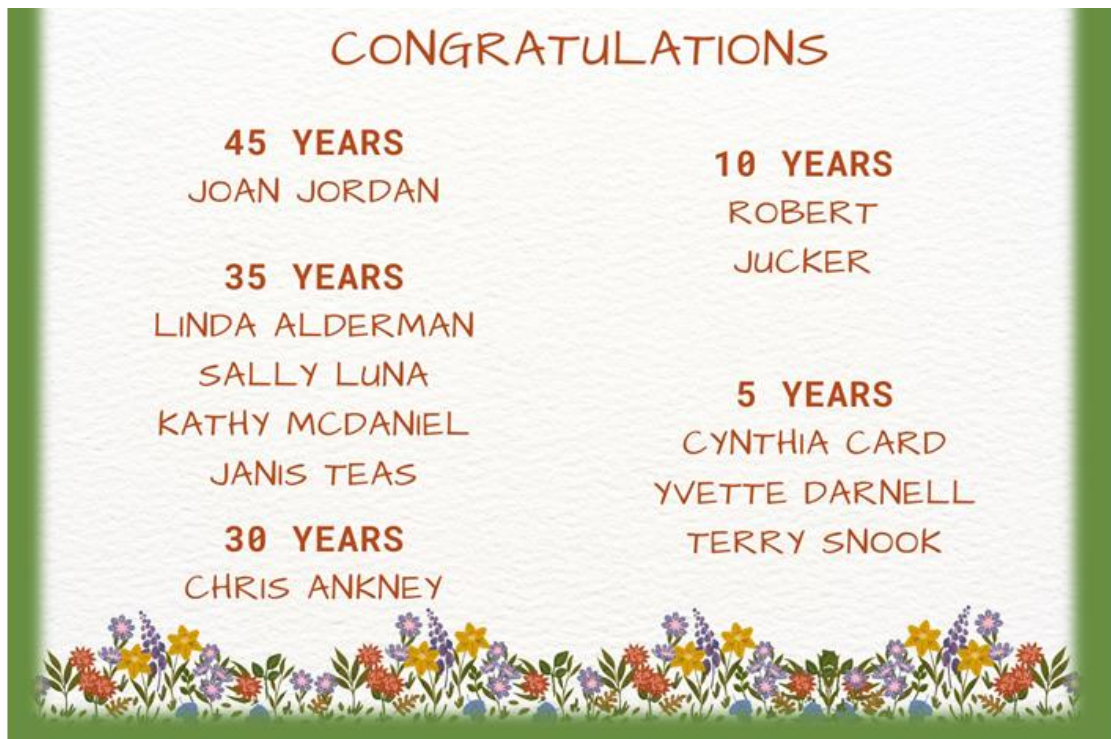 CONGRATULATIONS
45 YEARS
JOAN JORDAN
35 YEARS
LINDA ALDERMAN
SALLY LUNA
KATHY MCDANIEL
JANIS TEAS
30 YEARS
CHRIS ANKNEY
10 YEARS
ROBERT
JUCKER
5 YEARS
CYNTHIA CARD
YVETTE DARNELL
TERRY SNOOK